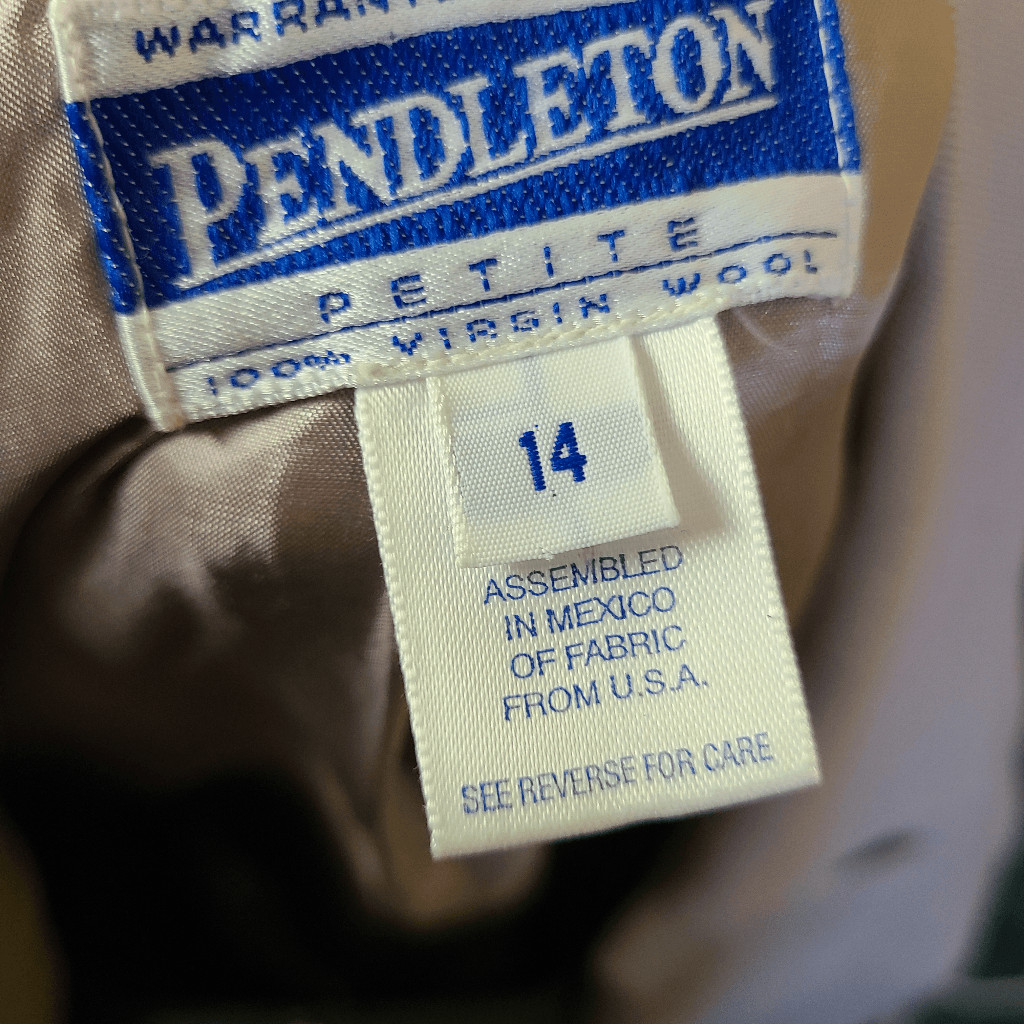 PENDLETON
PETITE
100% VIRGIN WOOL
14
ASSEMBLED
IN MEXICO
OF FABRIC
FROM U.S.A.
SEE REVERSE FOR CARE